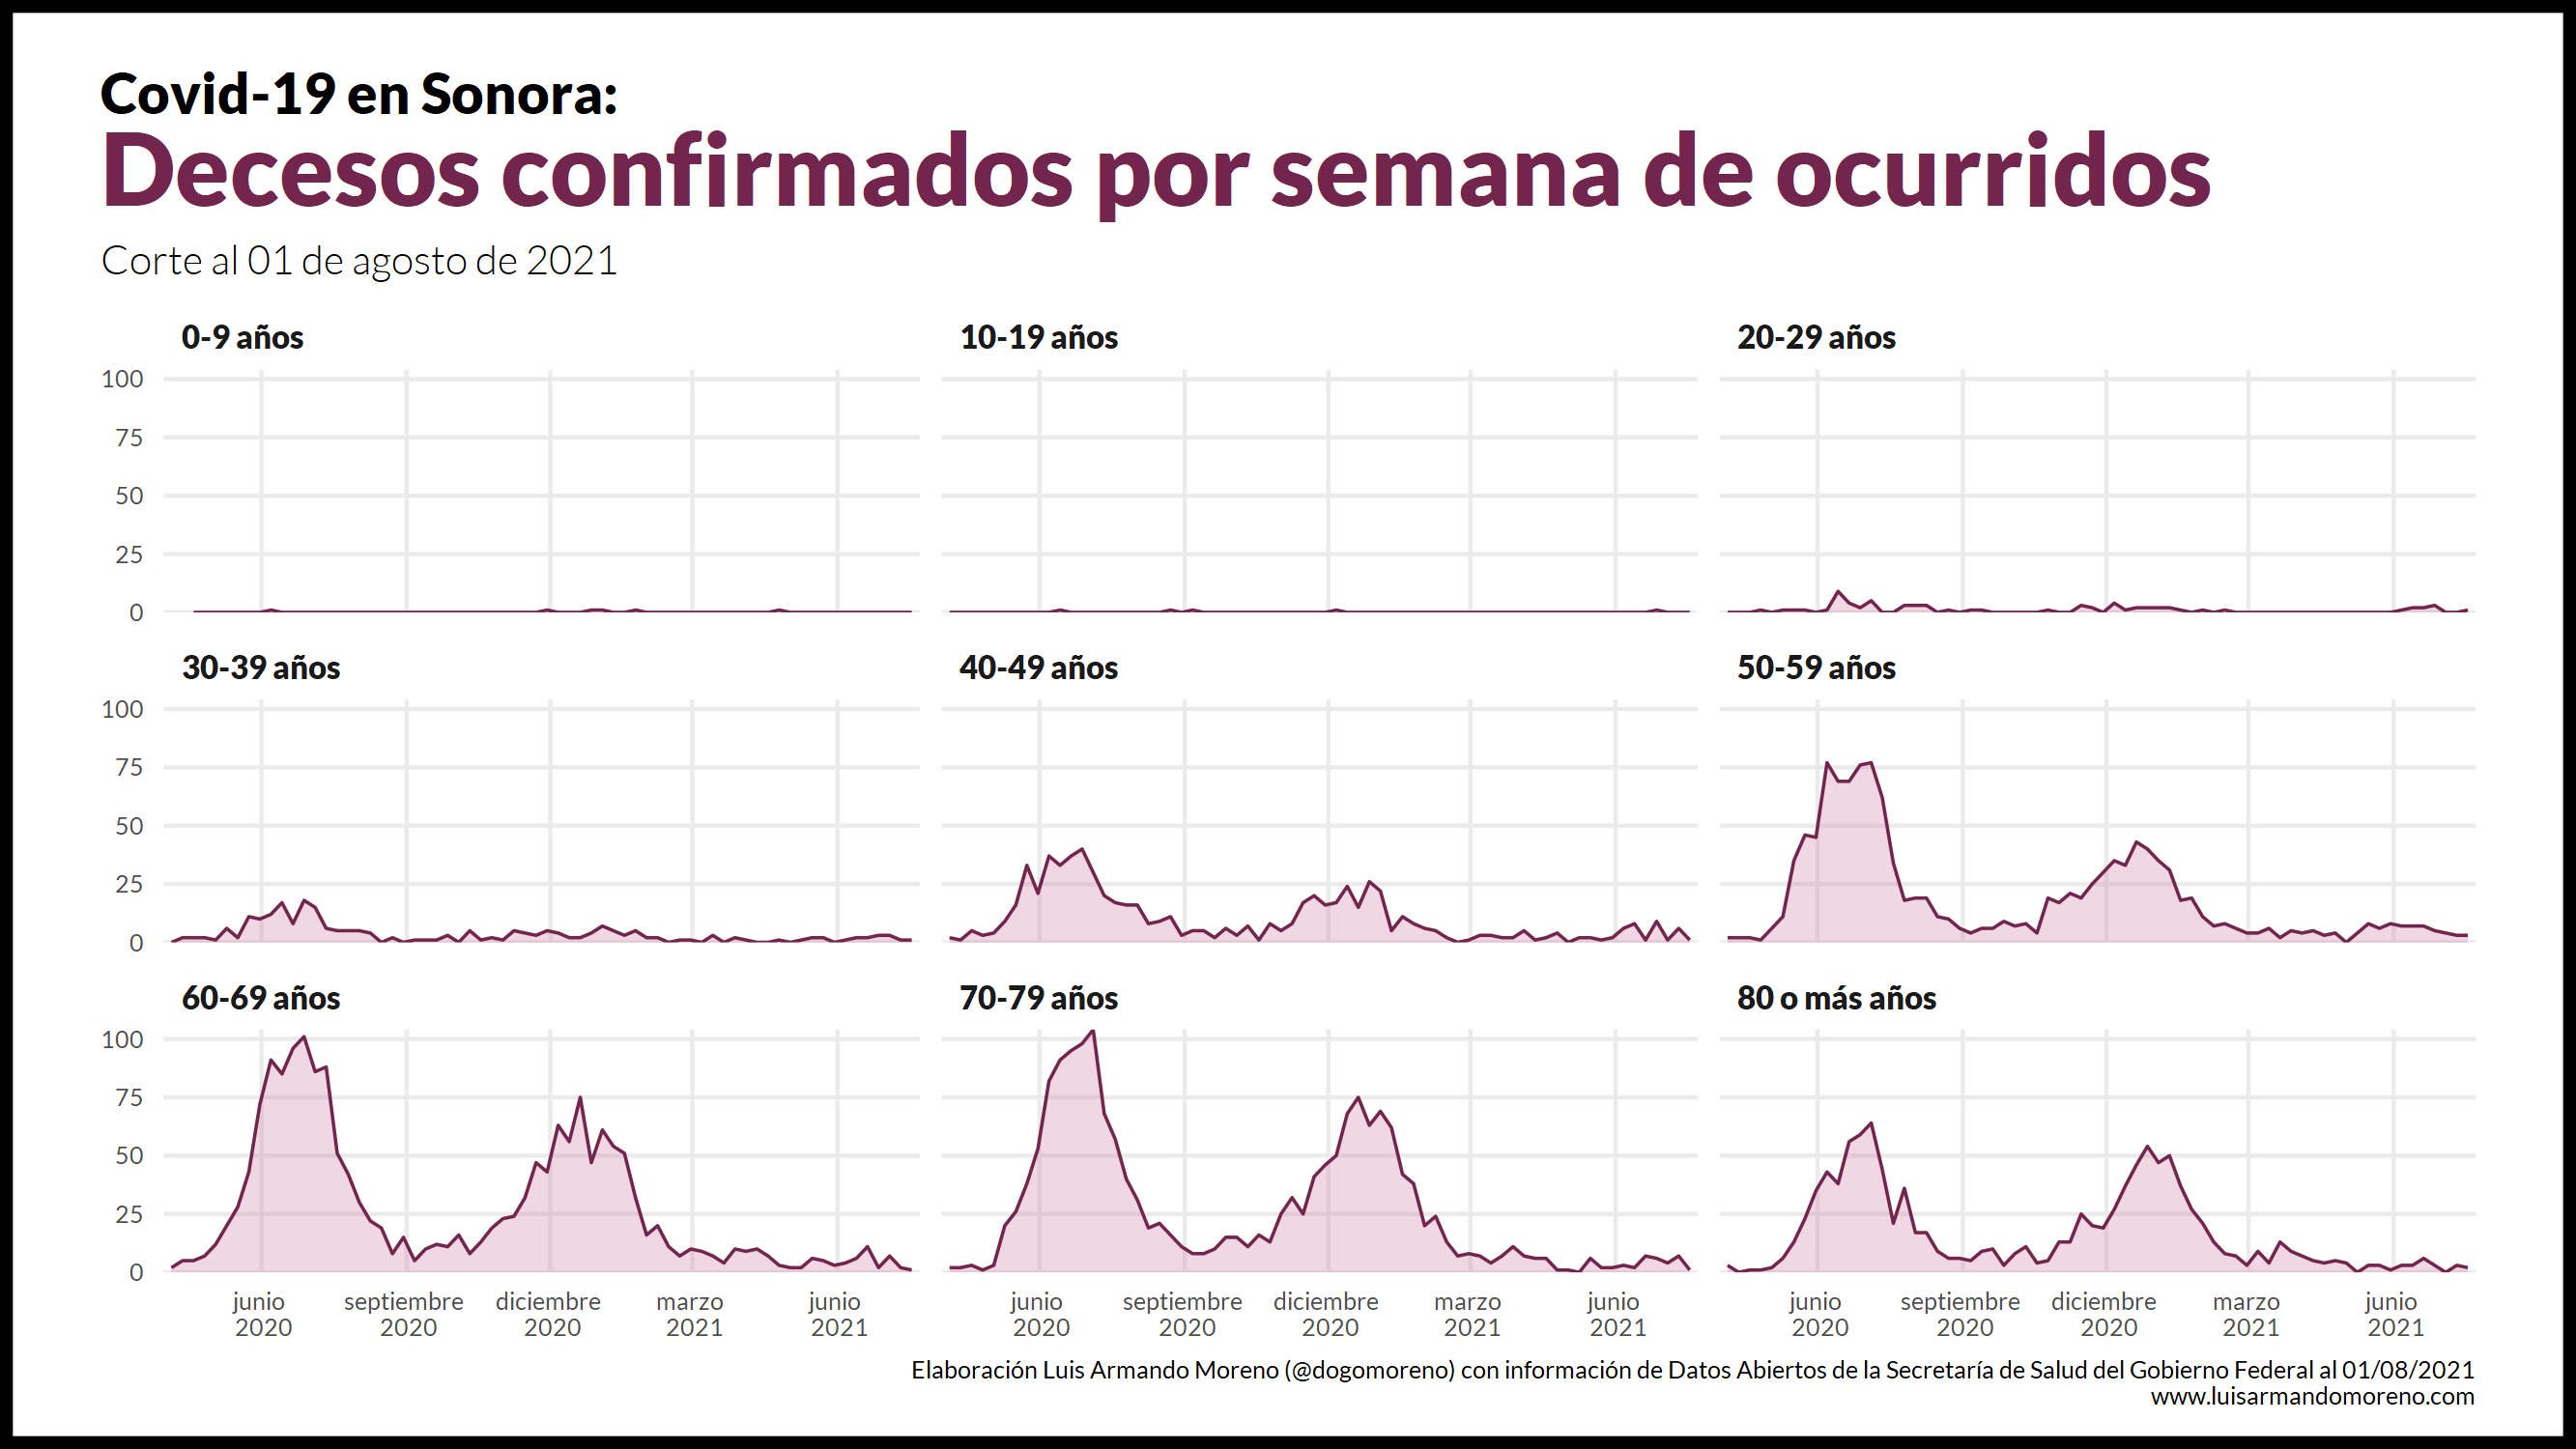 Covid-19 en Sonora:
Decesos confirmados por semana de ocurridos
Corte al 01 de agosto de 2021
0-9 años
10-19 años
20-29 años
100
75
50
25
0
30-39 años
40-49 años
50-59 años
100
75
50
25
0
60-69 años
70-79 años
80 o más años
100
75
50
25
0
junio
2020
septiembre
2020
diciembre
2020
marzo
2021
junio
2021
junio
2020
septiembre
2020
diciembre
2020
marzo
2021
junio
2021
junio
2020
septiembre
2020
diciembre
2020
marzo
2021
junio
2021
Elaboración Luis Armando Moreno (@dogomoreno) con información de Datos Abiertos de la Secretaría de Salud del Gobierno Federal al 01/08/2021
www.luisarmandomoreno.com